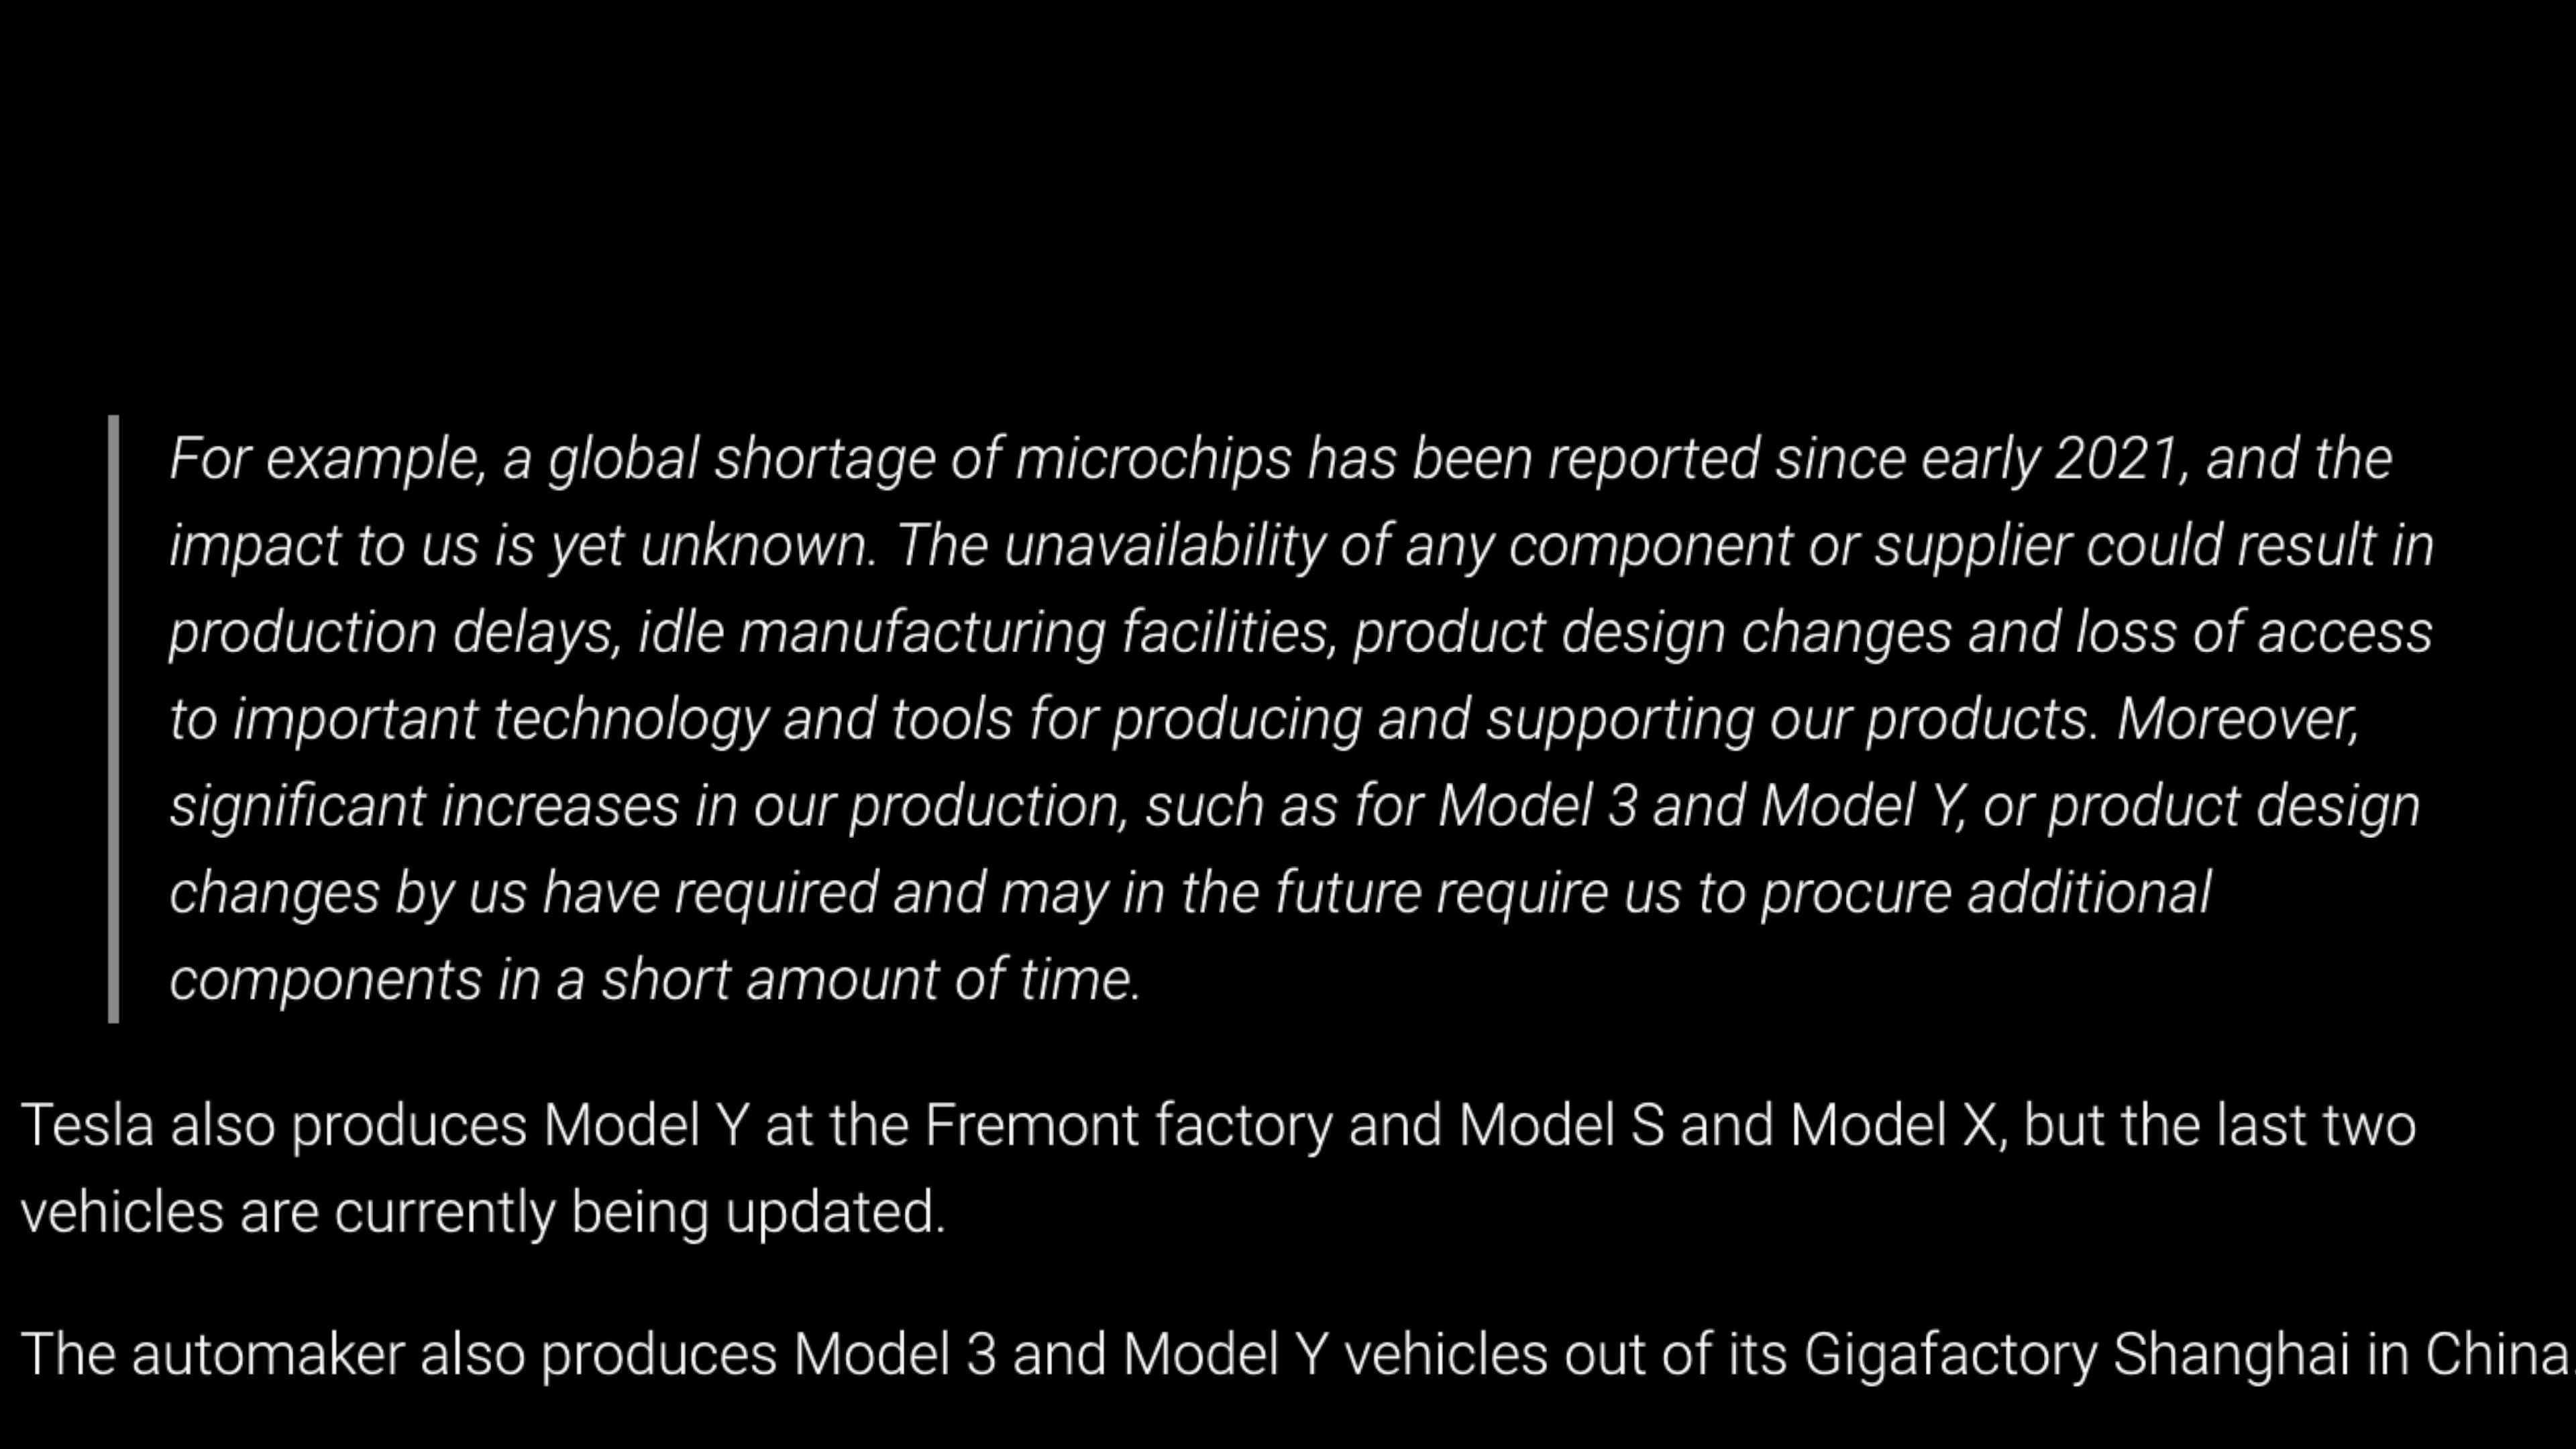 For example, a global shortage of microchips has been reported since early 2021, and the
impact to us is yet unknown. The unavailability of any component or supplier could result in
production delays, idle manufacturing facilities, product design changes and loss of access
to important technology and tools for producing and supporting our products. Moreover,
significant increases in our production, such as for Model 3 and Model Y, or product design
changes by us have required and may in the future require us to procure additional
components in a short amount of time.
Tesla also produces Model Y at the Fremont factory and Model S and Model X, but the last two
vehicles are currently being updated.
The automaker also produces Model 3 and Model Y vehicles out of its Gigafactory Shanghai in China.